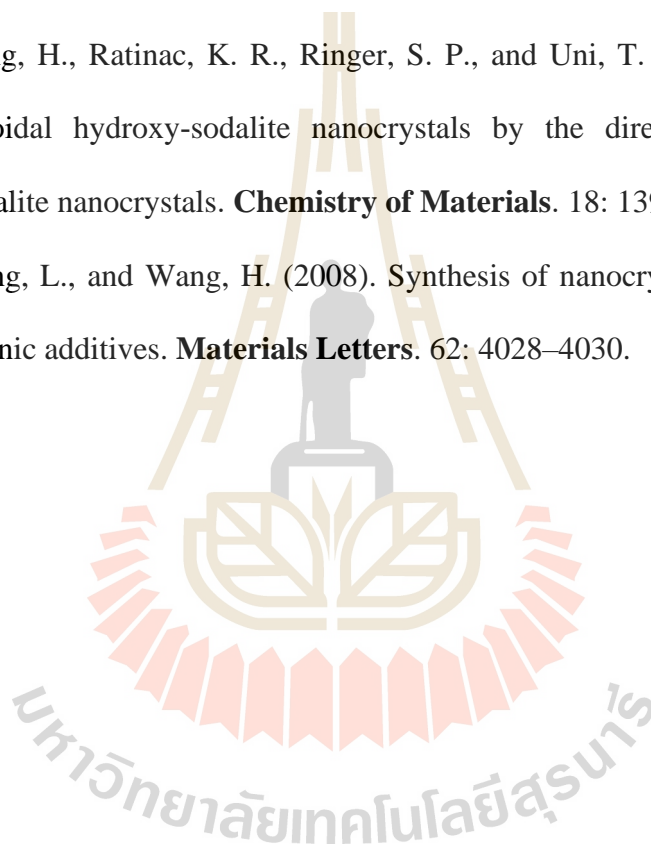 g, H., Ratinac, K. R., Ringer, S. P., and Uni, T.
oidal hydroxy-sodalite nanocrystals by the dire
alite nanocrystals. Chemistry of Materials. 18: 139
ng, L., and Wang, H. (2008). Synthesis of nanocry
nic additives. Materials Letters. 62: 4028–4030.
มหาวิทยาลัยเทคโนโลยีสุรนารี